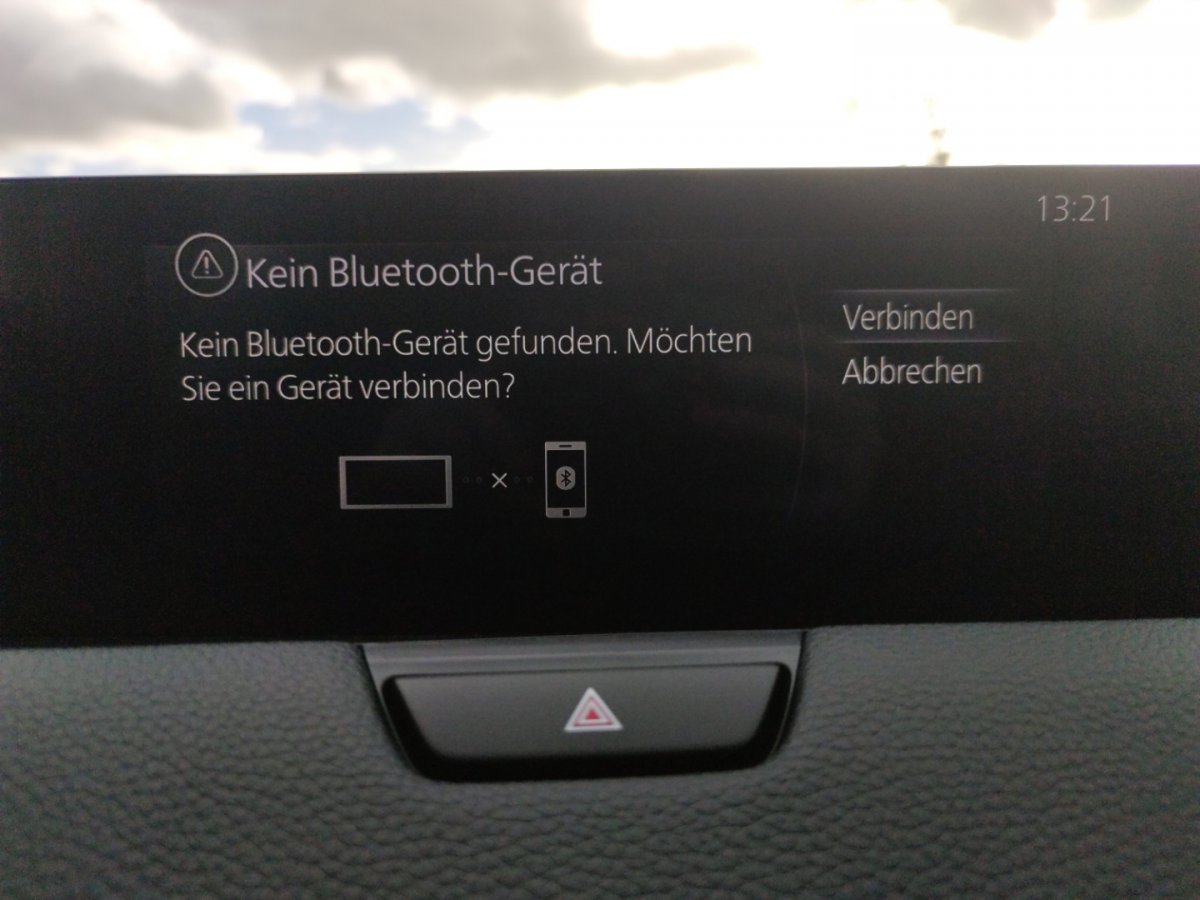 13:21
Kein Bluetooth-Gerät
Kein Bluetooth-Gerät gefunden. Möchten
Sie ein Gerät verbinden?
Verbinden
Abbrechen